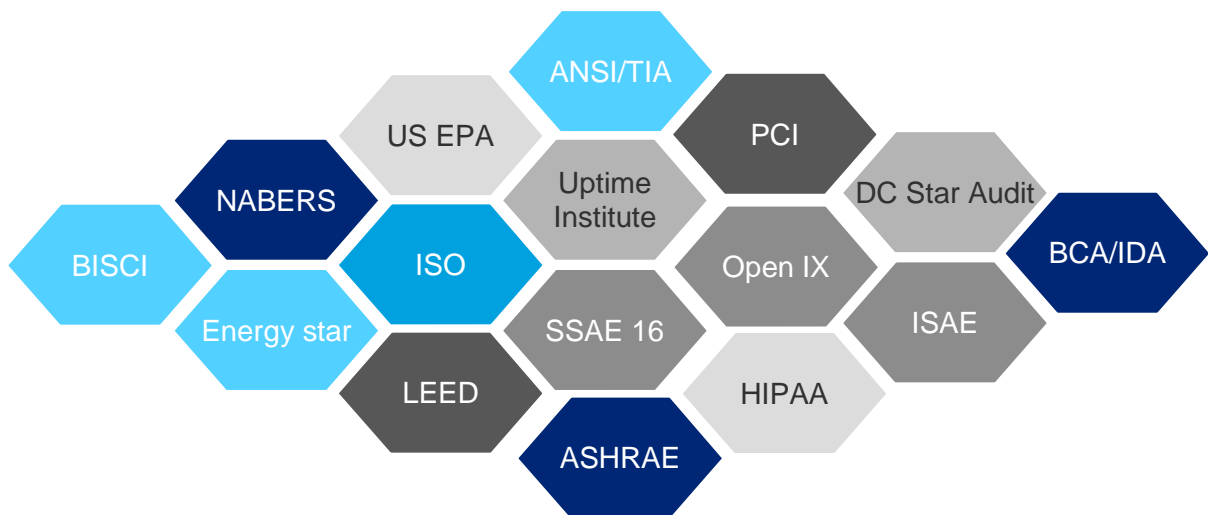 ANSI/TIA
US EPA
PCI
NABERS
Uptime
Institute
DC Star Audit
BISCI
ISO
Open IX
BCA/IDA
Energy star
SSAE 16
ISAE
LEED
HIPAA
ASHRAE